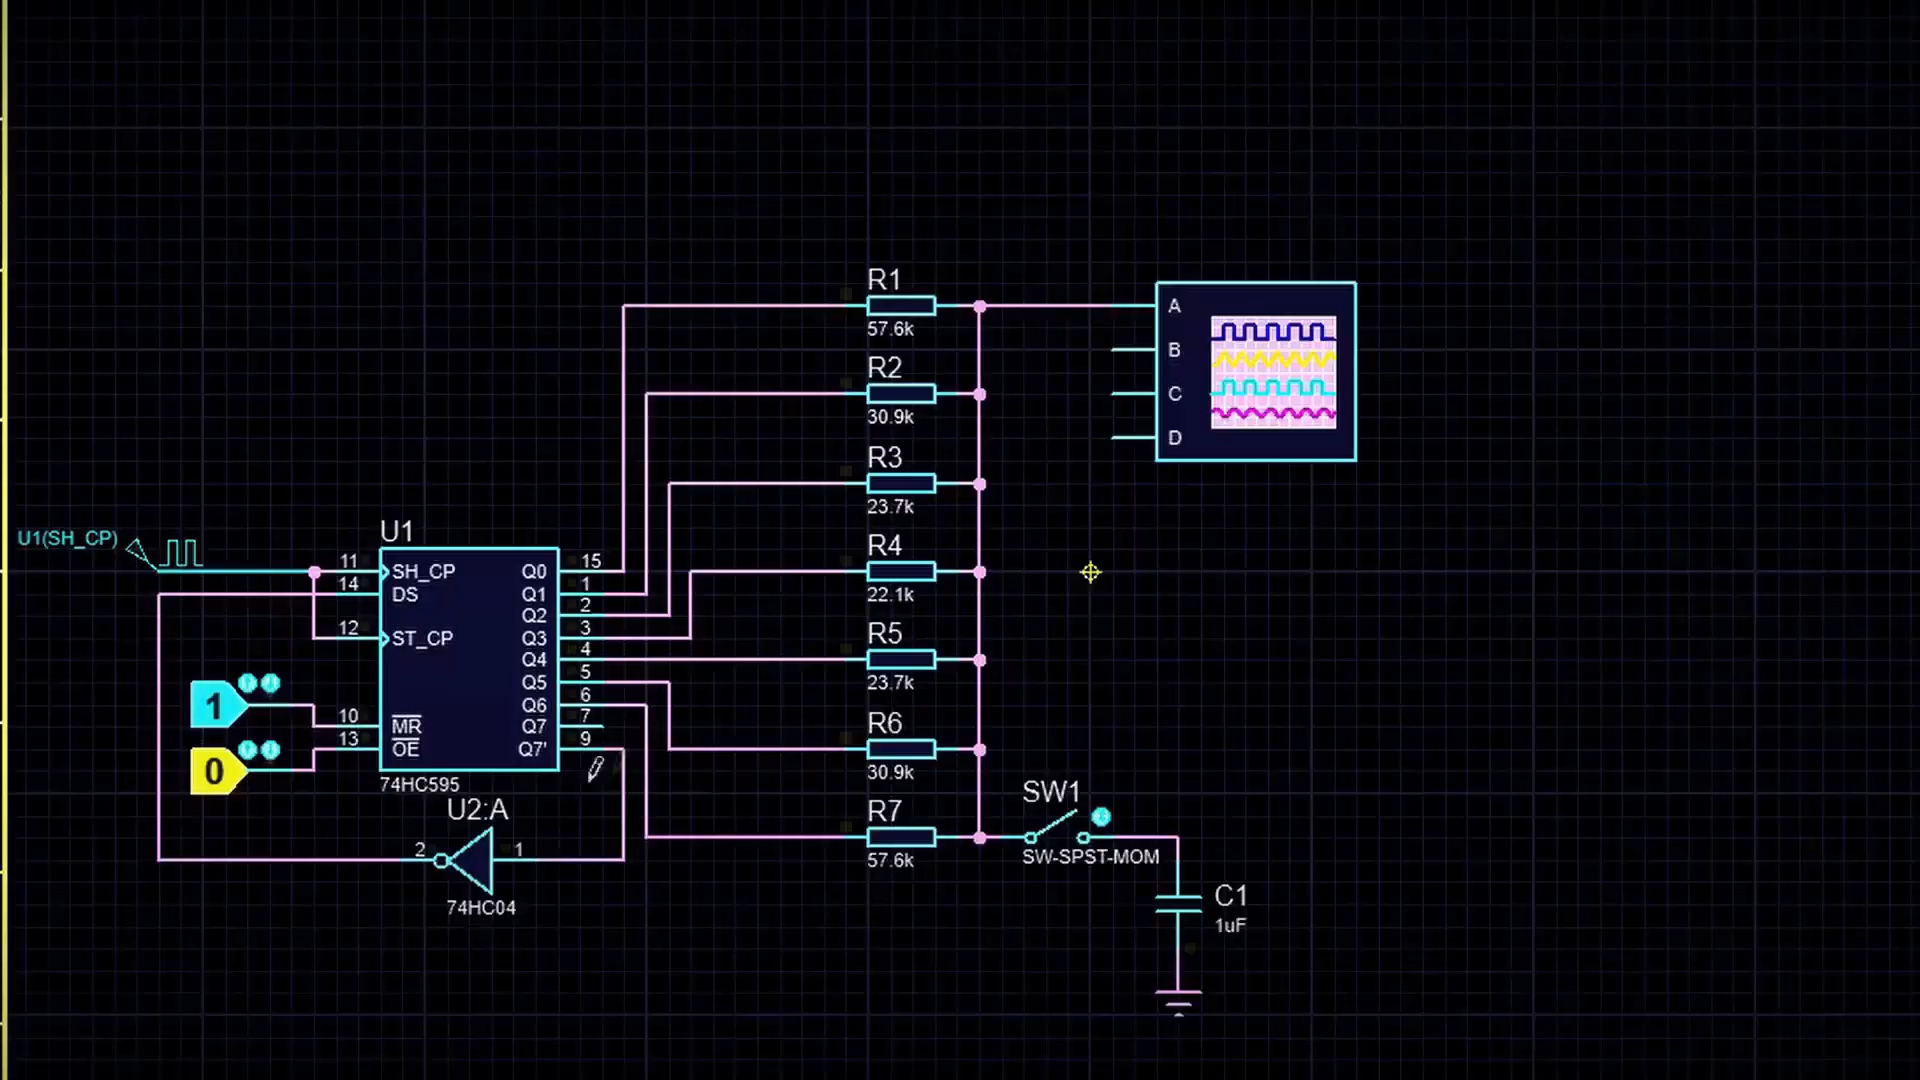 R1
57.6k
R2
30.9k
R3
23.7k
R4
22.1k
R5
23.7k
R6
30.9k
R7
57.6k
A
B
C
D
U1(SH_CP)
U1
11 SH_CP Q0 15
14 DS Q1 1
Q2 2
12 ST_CP Q3 3
Q4 4
Q5 5
Q6 6
10 MR Q7 7
13 OE Q7' 9
1
0
74HC595
U2:A
2 1
74HC04
SW1
SW-SPST-MOM
C1
1uF